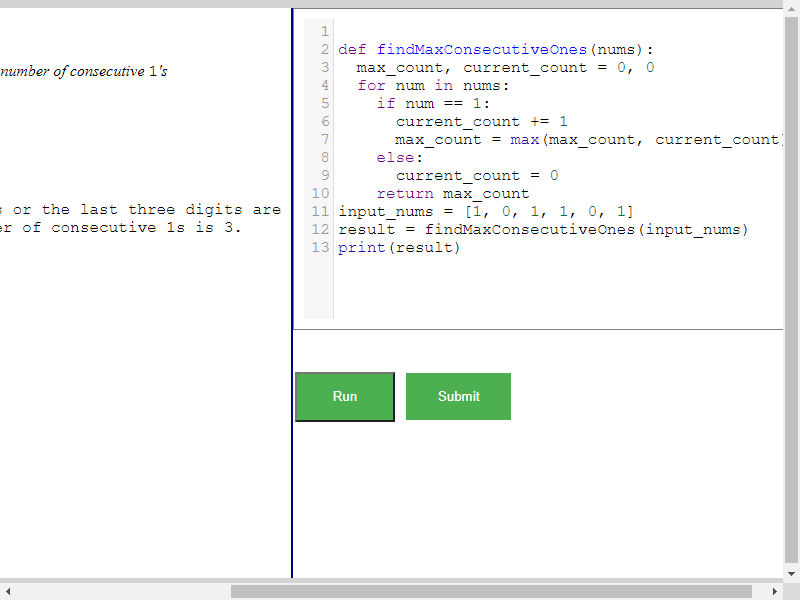 number of consecutive 1's
or the last three digits are
er of consecutive 1s is 3.
1
2 def findMaxConsecutiveOnes(nums):
3 max_count, current_count = 0, 0
4 for num in nums:
5 if num == 1:
6 current_count += 1
7 max_count = max(max_count, current_count)
8 else:
9 current_count = 0
10 return max_count
11 input_nums = [1, 0, 1, 1, 0, 1]
12 result = findMaxConsecutiveOnes(input_nums)
13 print(result)
Run
Submit